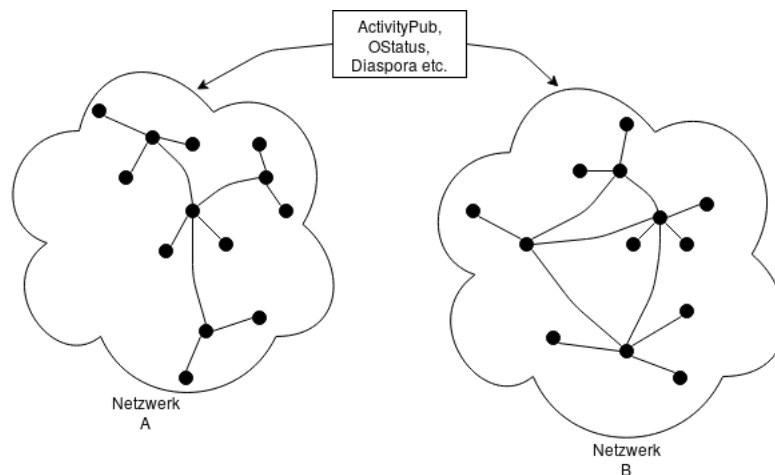 ActivityPub,
OStatus,
Diaspora etc.
Netzwerk
A
Netzwerk
B